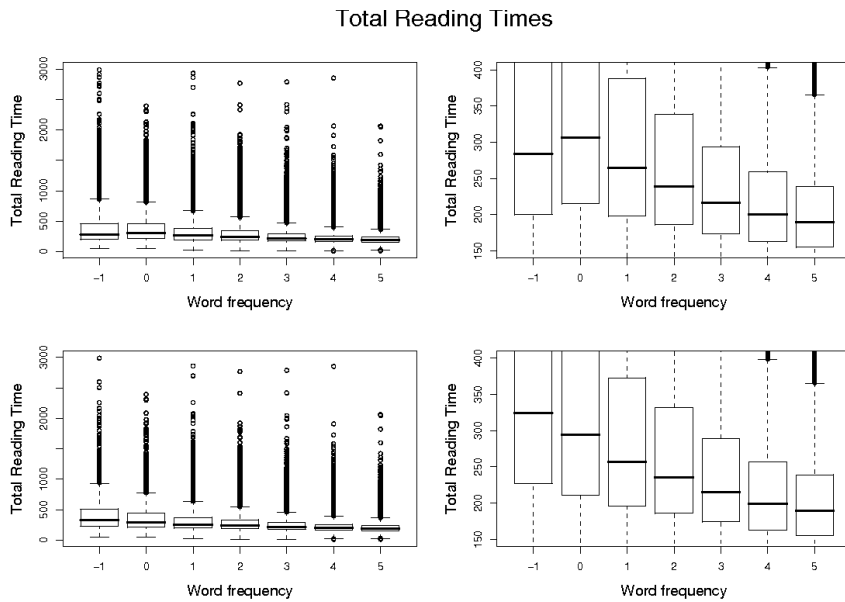 Total Reading Times
Total Reading Time
3000
2000
1000
500
0
-1 0 1 2 3 4 5
Word frequency
Total Reading Time
400
350
300
250
200
150
-1 0 1 2 3 4 5
Word frequency
Total Reading Time
3000
2000
1000
500
0
-1 0 1 2 3 4 5
Word frequency
Total Reading Time
400
350
300
250
200
150
-1 0 1 2 3 4 5
Word frequency